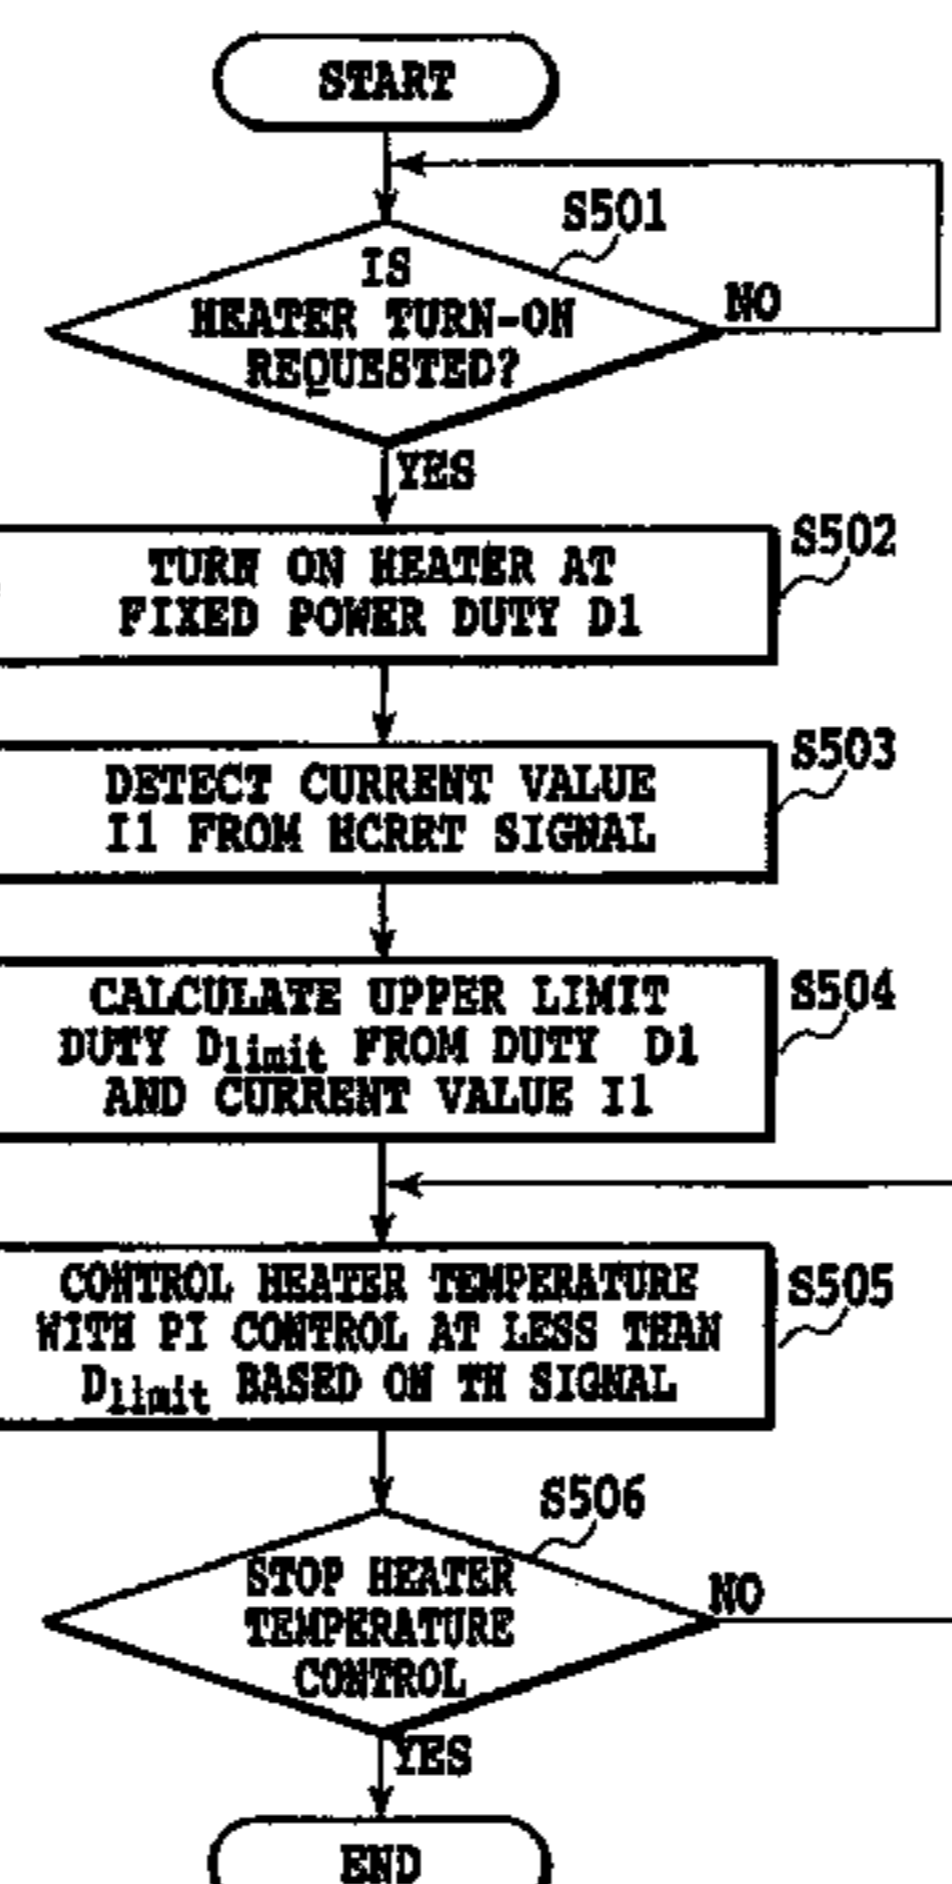 START
S501
IS
HEATER TURN-ON
REQUESTED?
NO
YES
S502
TURN ON HEATER AT
FIXED POWER DUTY D1
S503
DETECT CURRENT VALUE
I1 FROM HCRRT SIGNAL
S504
CALCULATE UPPER LIMIT
DUTY Dlimit FROM DUTY D1
AND CURRENT VALUE I1
S505
CONTROL HEATER TEMPERATURE
WITH PI CONTROL AT LESS THAN
Dlimit BASED ON TH SIGNAL
S506
STOP HEATER
TEMPERATURE
CONTROL
NO
YES
END